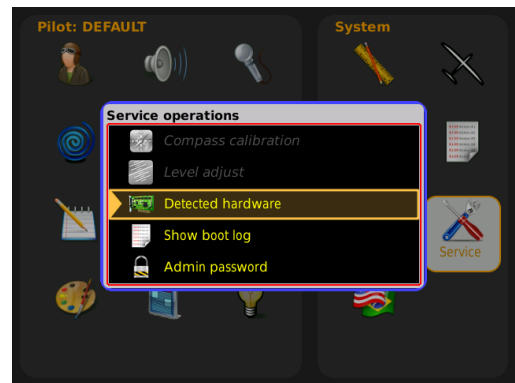 Pilot: DEFAULT
System
Service operations
Compass calibration
Level adjust
Detected hardware
Show boot log
Admin password
Service